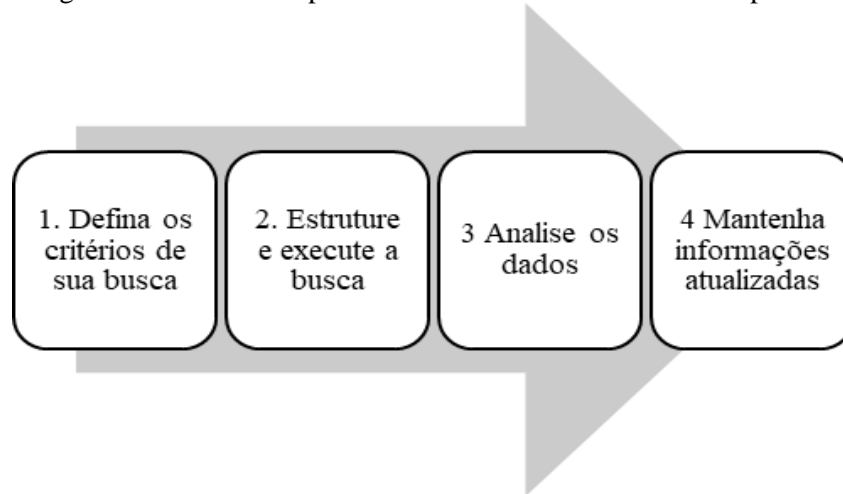 1. Defina os
critérios de
sua busca
2. Estruture
e execute a
busca
3 Analise os
dados
4 Mantenha
informações
atualizadas